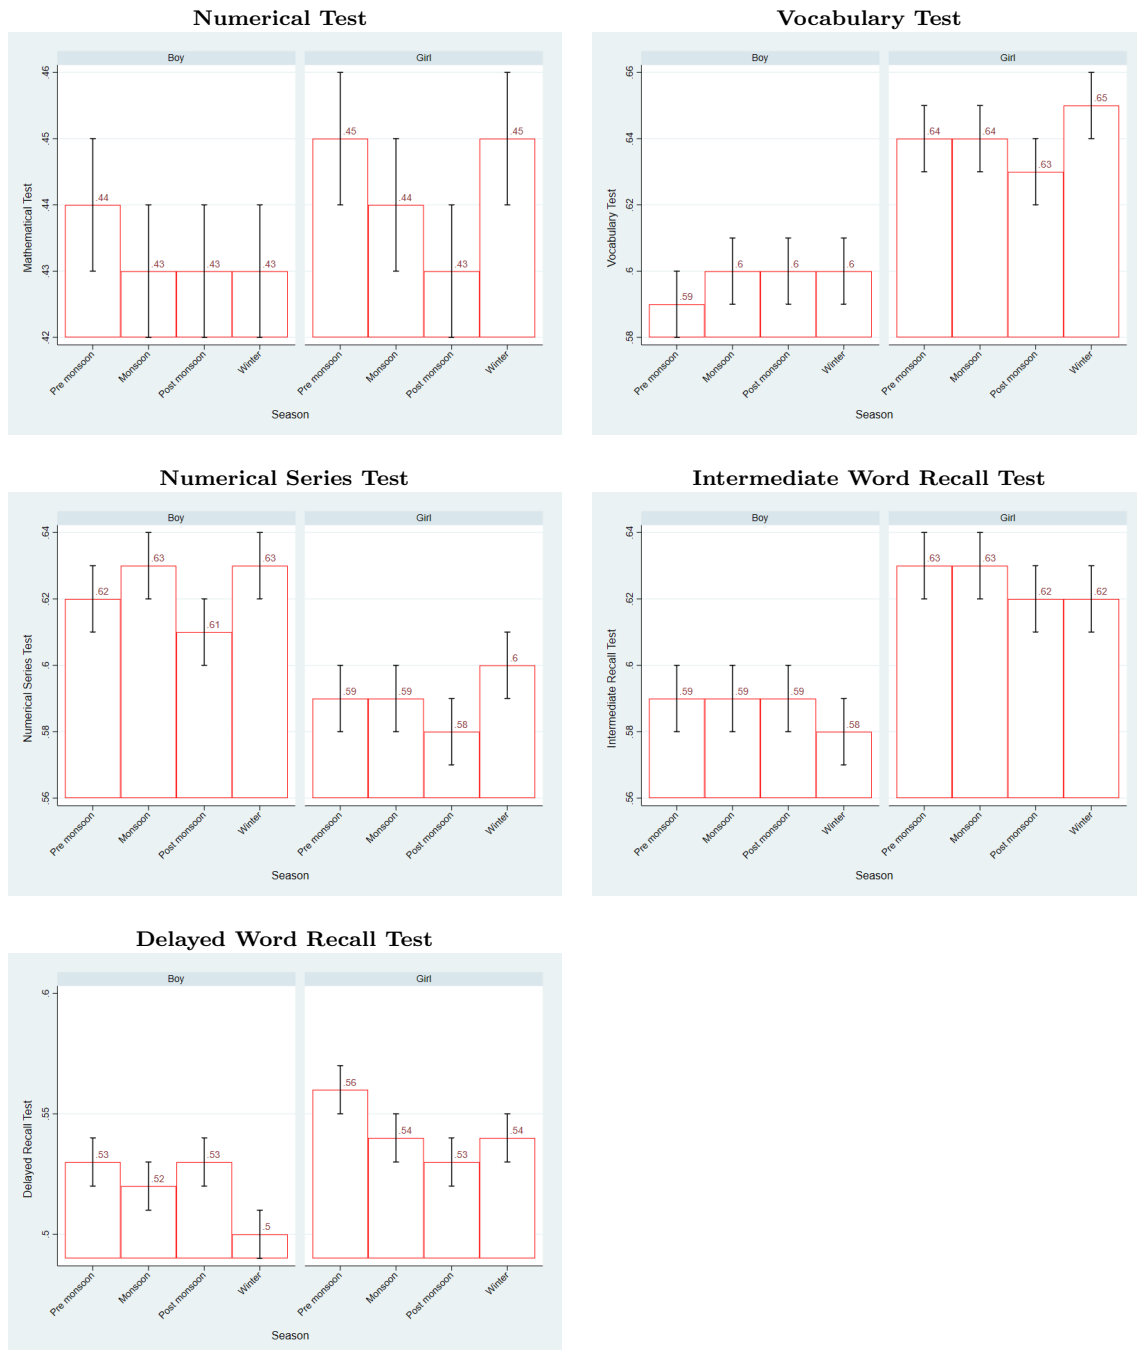 Numerical Test
Boy Girl
Mathematical Test
.46
.45
.44
.43
.42
.44 .43 .43 .43
.45 .44 .43 .45
Pre monsoon Monsoon Post monsoon Winter Pre monsoon Monsoon Post monsoon Winter
Season
Vocabulary Test
Boy Girl
Vocabulary Test
.66
.64
.62
.6
.58
.59 .6 .6 .6
.64 .64 .63 .65
Pre monsoon Monsoon Post monsoon Winter Pre monsoon Monsoon Post monsoon Winter
Season
Numerical Series Test
Boy Girl
Numerical Series Test
.64
.62
.6
.58
.56
.62 .63 .61 .63
.59 .59 .58 .6
Pre monsoon Monsoon Post monsoon Winter Pre monsoon Monsoon Post monsoon Winter
Season
Intermediate Word Recall Test
Boy Girl
Intermediate Recall Test
.64
.62
.6
.58
.56
.59 .59 .59 .58
.63 .63 .62 .62
Pre monsoon Monsoon Post monsoon Winter Pre monsoon Monsoon Post monsoon Winter
Season
Delayed Word Recall Test
Boy Girl
Delayed Recall Test
.6
.55
.5
.53 .52 .53 .5
.56 .54 .53 .54
Pre monsoon Monsoon Post monsoon Winter Pre monsoon Monsoon Post monsoon Winter
Season